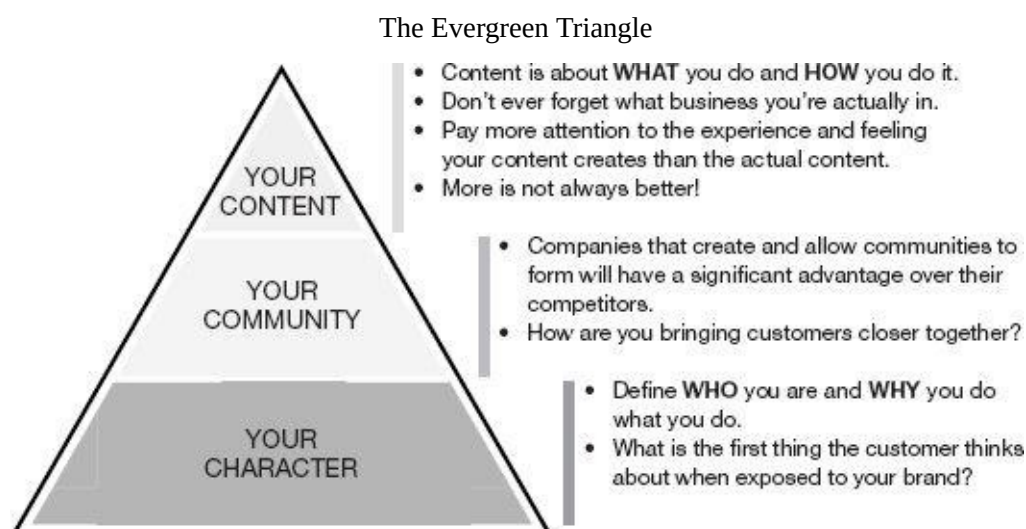 The Evergreen Triangle
• Content is about WHAT you do and HOW you do it.
• Don't ever forget what business you're actually in.
• Pay more attention to the experience and feeling
your content creates than the actual content.
• More is not always better!
YOUR
CONTENT
• Companies that create and allow communities to
form will have a significant advantage over their
competitors.
• How are you bringing customers closer together?
YOUR
COMMUNITY
• Define WHO you are and WHY you do
what you do.
• What is the first thing the customer thinks
about when exposed to your brand?
YOUR
CHARACTER